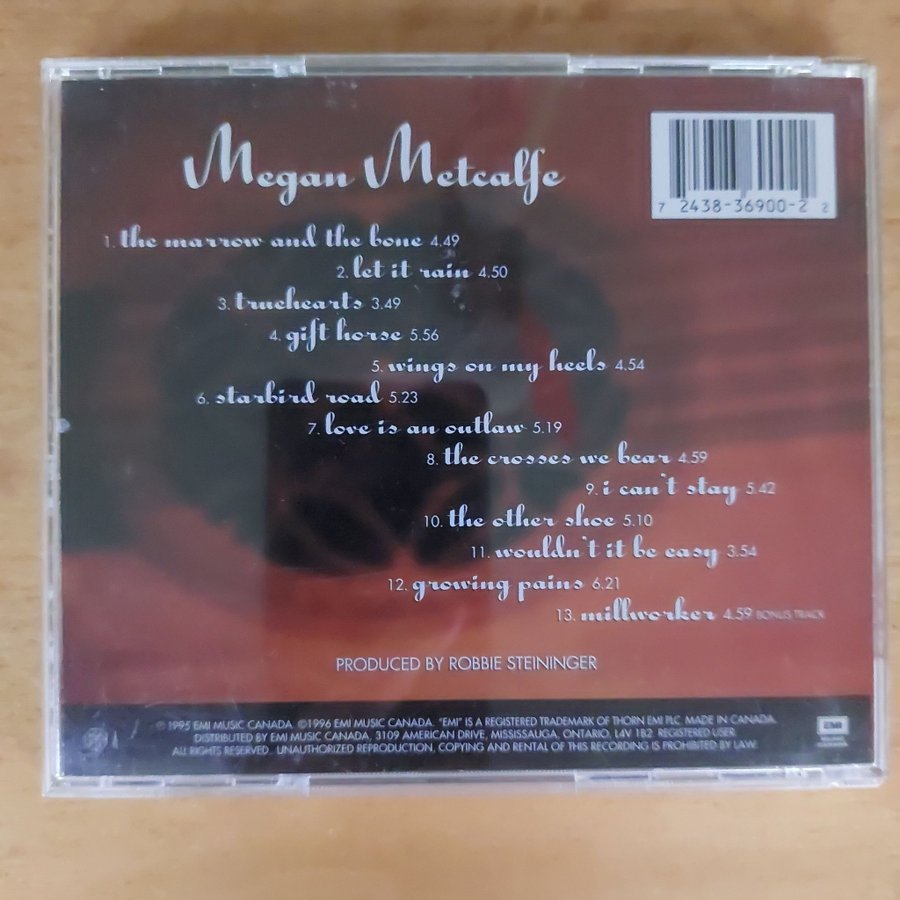 Megan Metcalfe
7 2438-36900-2 2
1. the marrow and the bone 4.49
2. let it rain 4.50
3. truehearts 3.49
4. gift horse 5.56
5. wings on my heels 4.54
6. starbird road 5.23
7. love is an outlaw 5.19
8. the crosses we bear 4.59
9. i can't stay 5.42
10. the other shoe 5.10
11. wouldn't it be easy 3.54
12. growing pains 6.21
13. millworker 4.59 BONUS TRACK
PRODUCED BY ROBBIE STEININGER
℗ 1995 EMI MUSIC CANADA. ©1996 EMI MUSIC CANADA. "EMI" IS A REGISTERED TRADEMARK OF THORN EMI PLC. MADE IN CANADA.
DISTRIBUTED BY EMI MUSIC CANADA, 3109 AMERICAN DRIVE, MISSISSAUGA, ONTARIO, L4V 1B2. REGISTERED USER.
ALL RIGHTS RESERVED. UNAUTHORIZED REPRODUCTION, COPYING AND RENTAL OF THIS RECORDING IS PROHIBITED BY LAW.
EMI